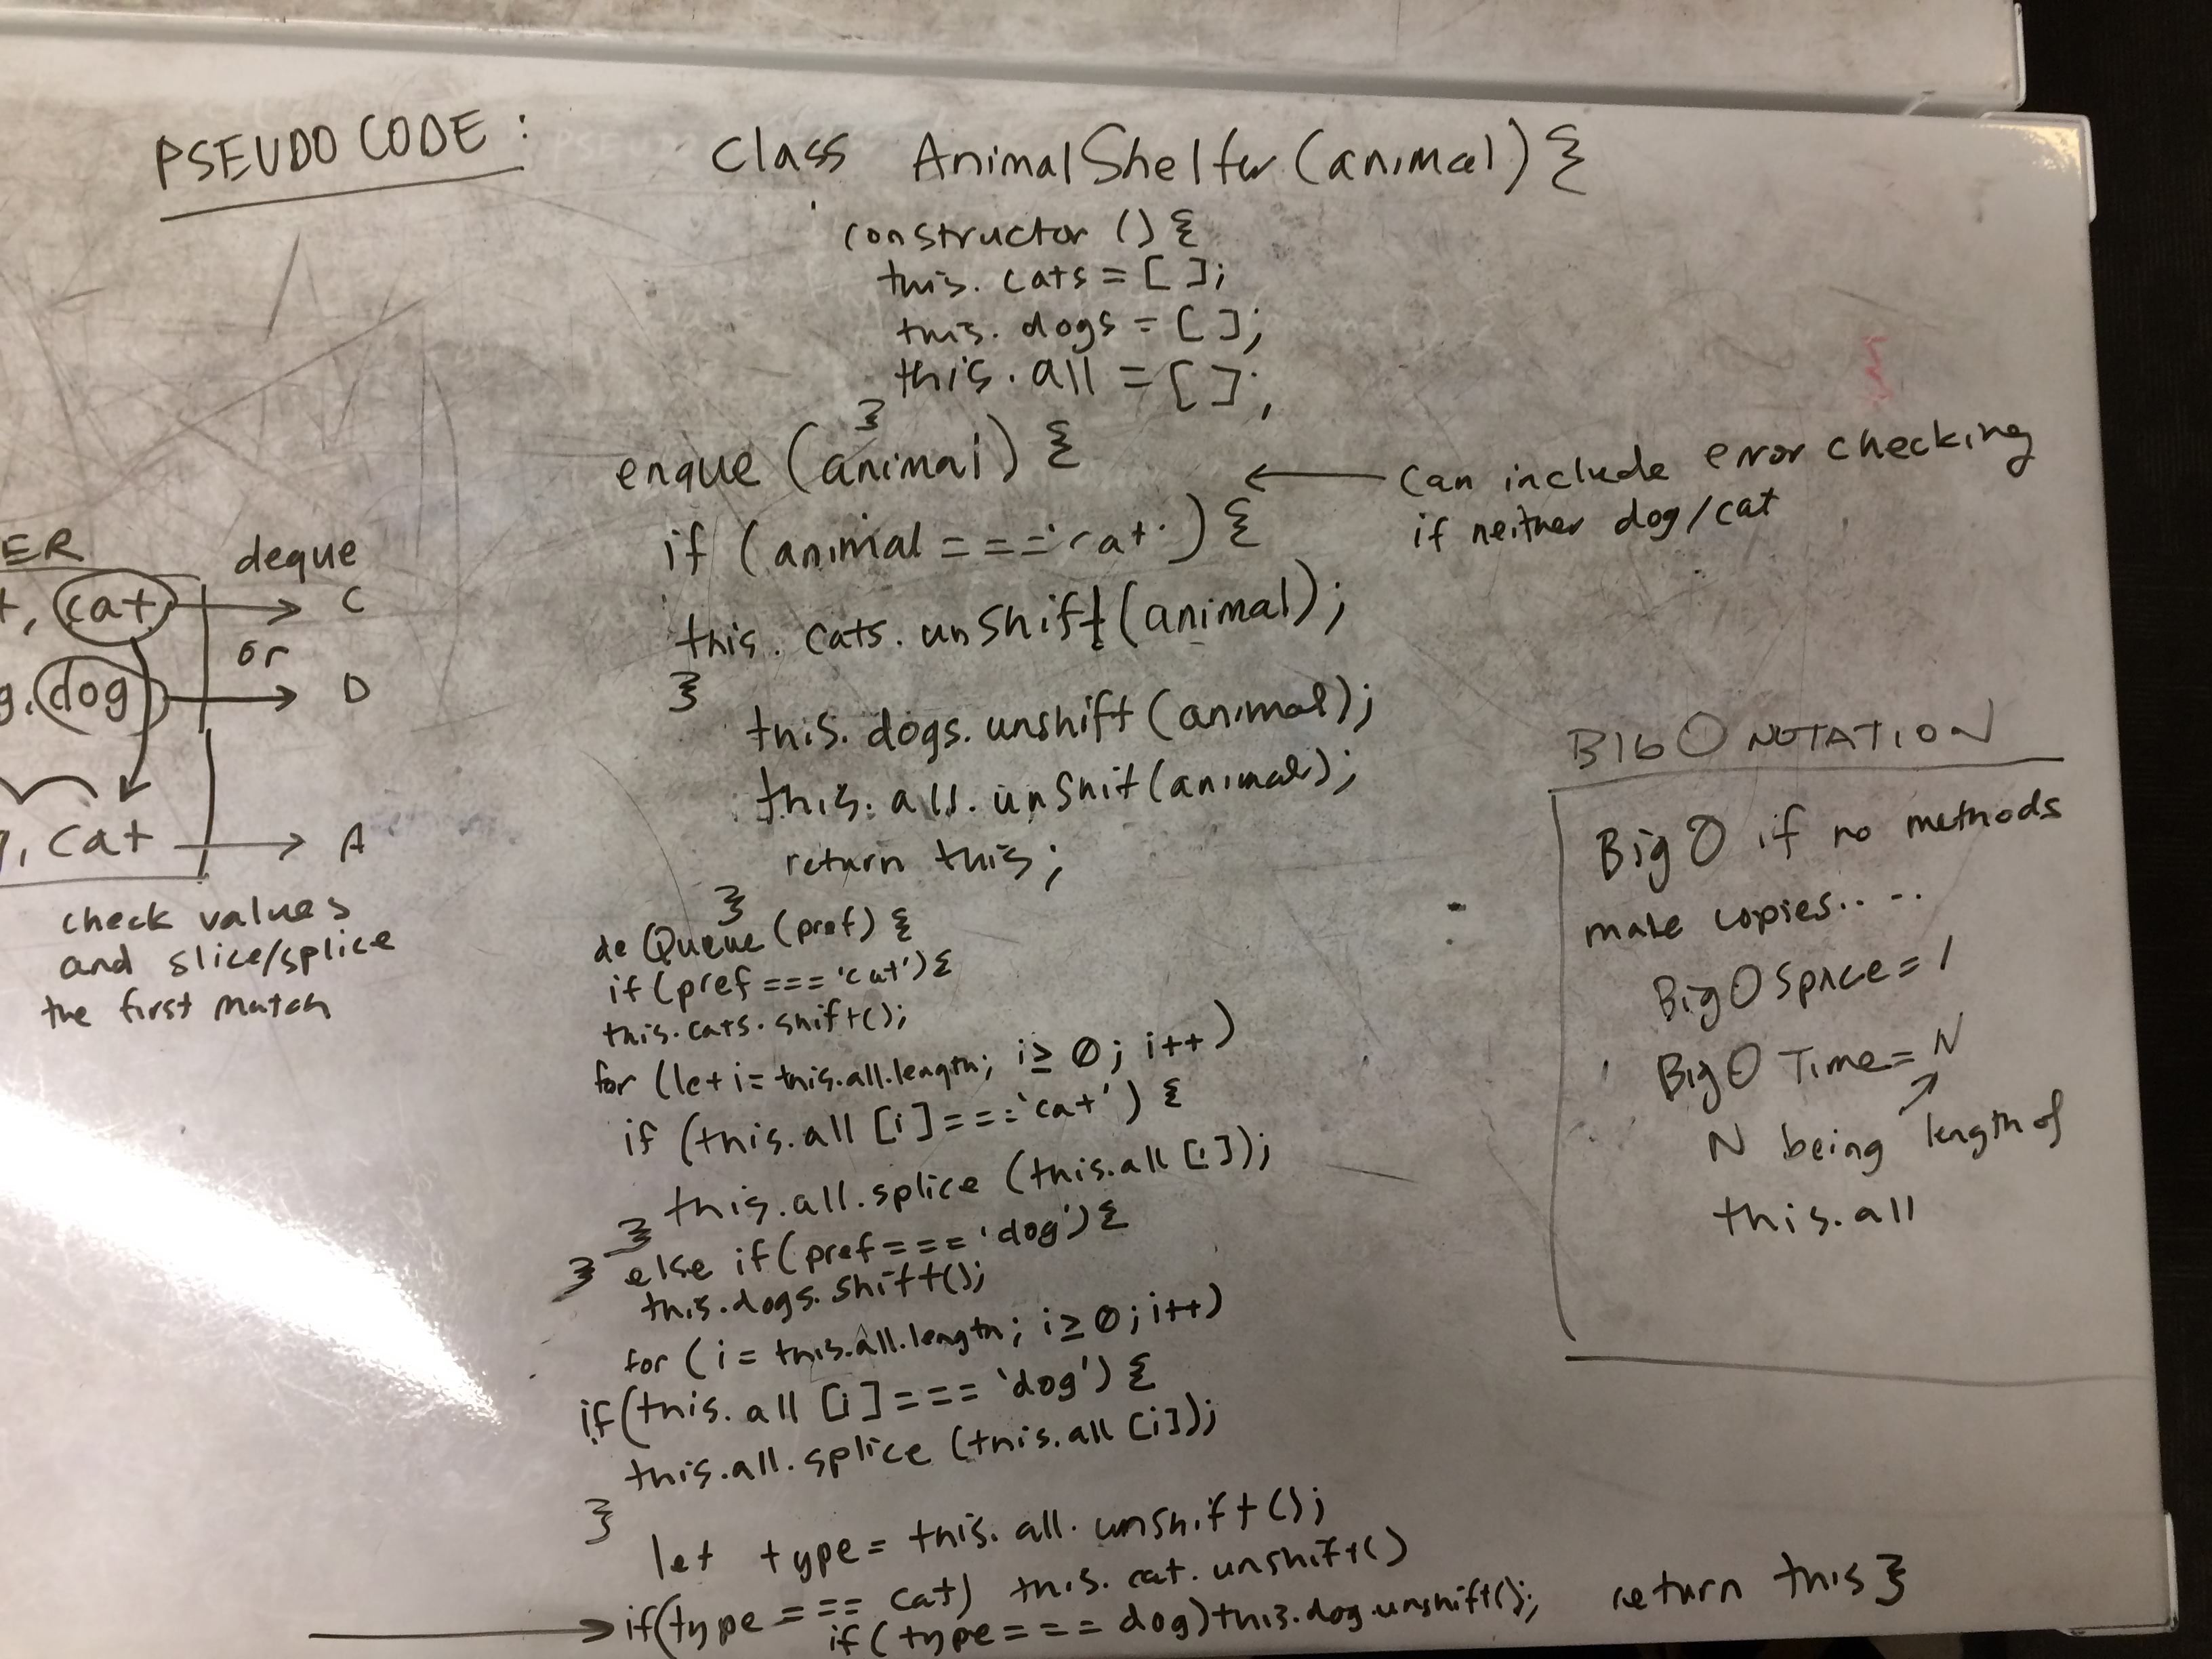 PSEUDOCODE:
class AnimalShelter(animal) {
constructor () {
this.cats = [];
this.dogs = [];
this.all = [];
}
enque (animal) {
if (animal === 'cat') {
this.cats.unshift(animal);
}
this.dogs.unshift(animal);
this.all.unshift(animal);
return this;
}
deQueue (pref) {
if (pref === 'cat') {
this.cats.shift();
for (let i = this.all.length; i ≥ 0; i++)
if (this.all [i] === 'cat') {
this.all.splice (this.all [i]);
}
} else if (pref === 'dog') {
this.dogs.shift();
for (i = this.all.length; i ≥ 0; i++)
if (this.all [i] === 'dog') {
this.all.splice (this.all [i]);
}
let type = this.all.unshift();
if (type === cat) this.cat.unshift()
if (type === dog) this.dog.unshift(); return this }
can include error checking
if neither dog/cat
ER
deque
t, cat → C
or
g, dog → D
g, cat → A
check values
and slice/splice
the first match
BIG O NOTATION
Big O if no methods
make copies...
Big O Space = 1
Big O Time = N
N being length of
this.all